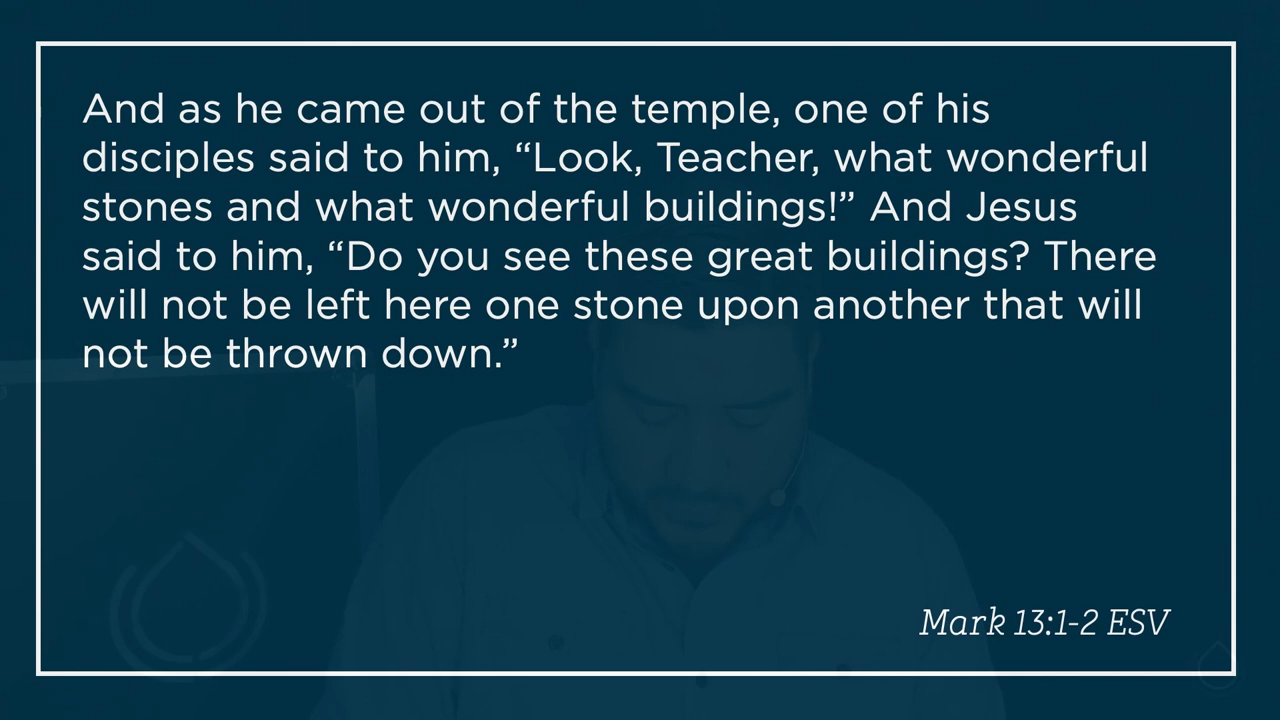 And as he came out of the temple, one of his
disciples said to him, “Look, Teacher, what wonderful
stones and what wonderful buildings!” And Jesus
said to him, “Do you see these great buildings? There
will not be left here one stone upon another that will
not be thrown down.”
Mark 13:1-2 ESV